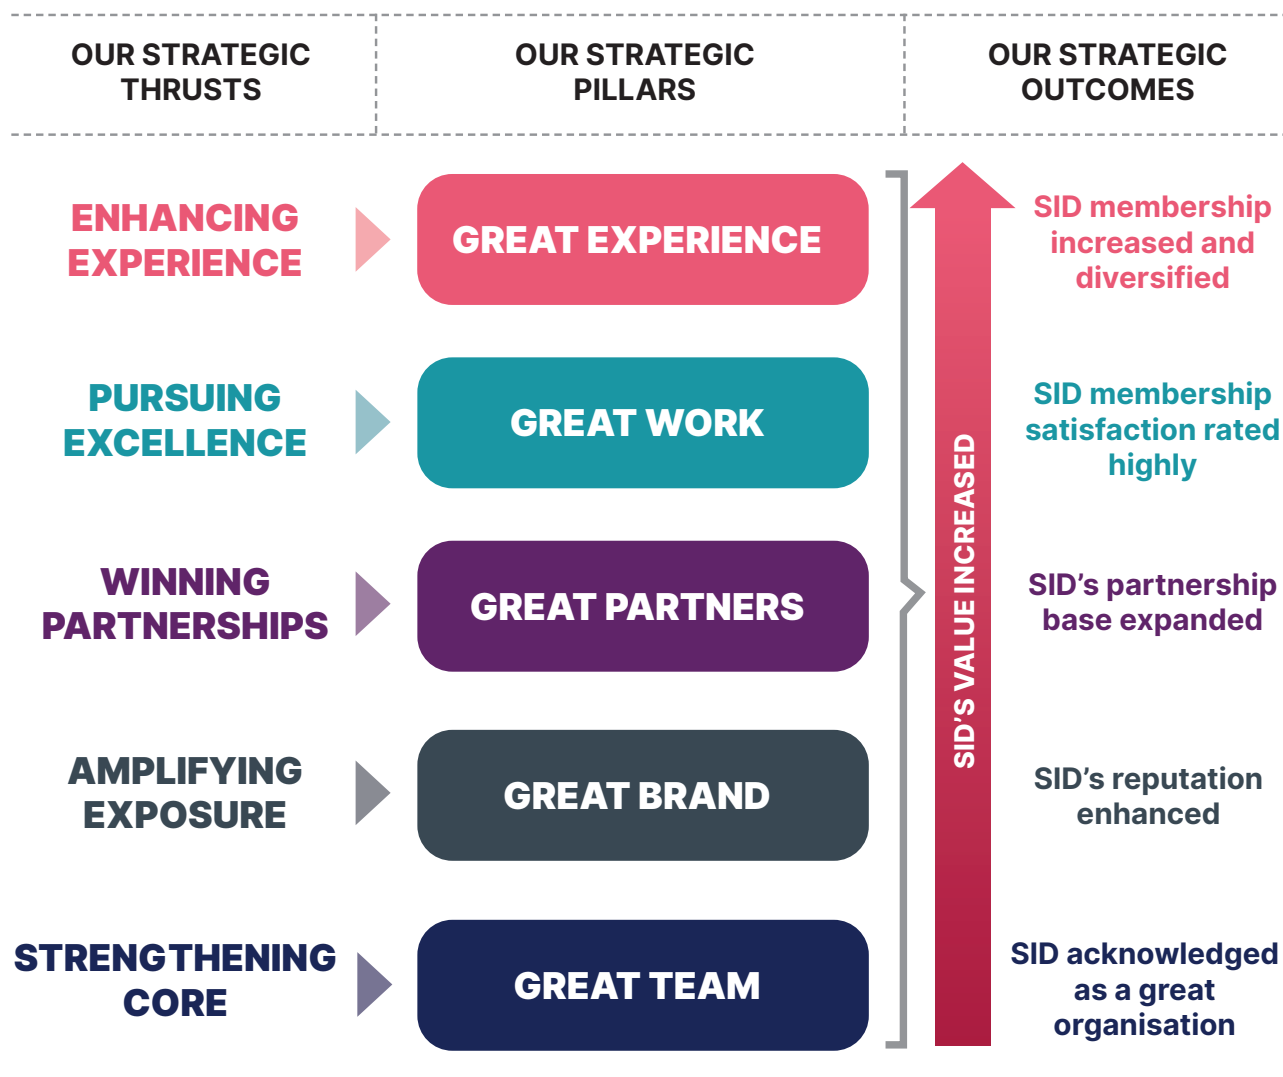 OUR STRATEGIC
THRUSTS
OUR STRATEGIC
PILLARS
OUR STRATEGIC
OUTCOMES
ENHANCING
EXPERIENCE
GREAT EXPERIENCE
SID membership
increased and
diversified
PURSUING
EXCELLENCE
GREAT WORK
SID membership
satisfaction rated
highly
WINNING
PARTNERSHIPS
GREAT PARTNERS
SID’s partnership
base expanded
AMPLIFYING
EXPOSURE
GREAT BRAND
SID’s reputation
enhanced
STRENGTHENING
CORE
GREAT TEAM
SID acknowledged
as a great
organisation
SID’S VALUE INCREASED